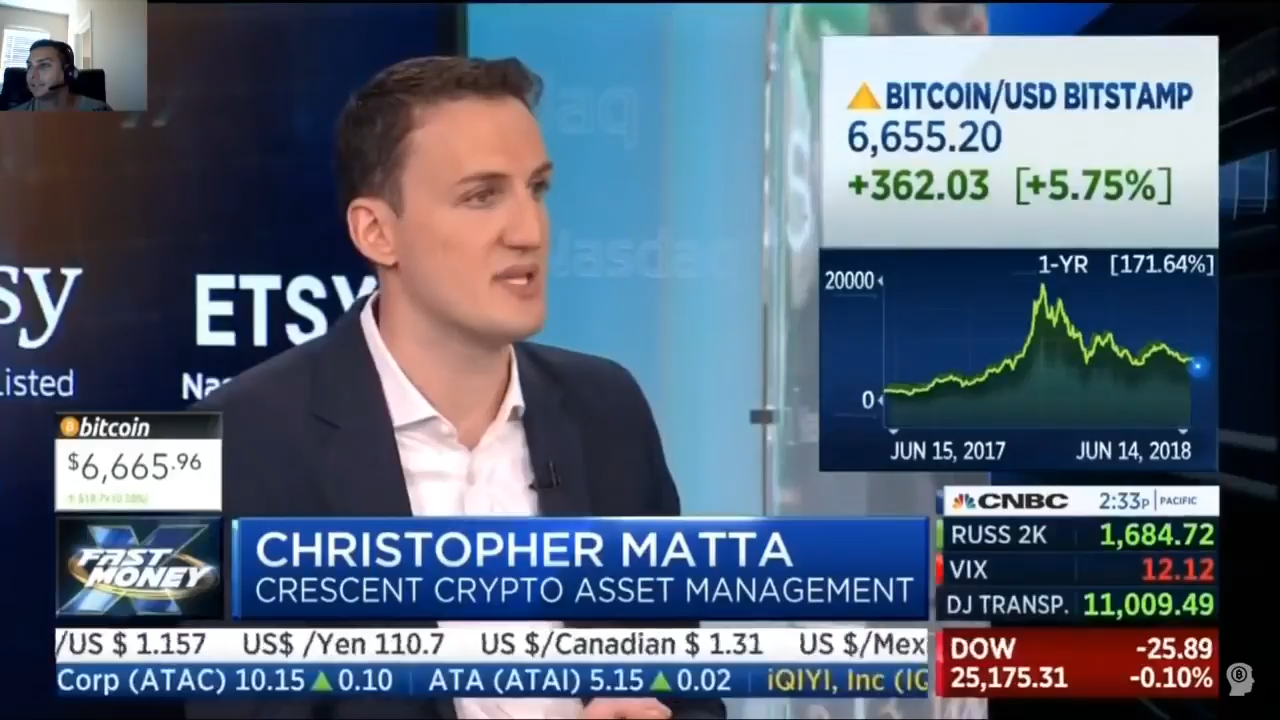 BITCOIN/USD BITSTAMP
6,655.20
+362.03 [+5.75%]
1-YR [171.64%]
20000
0
JUN 15, 2017 JUN 14, 2018
aq
Nasdaq
sy
Listed
ETSY
Na
bitcoin
$6,665.96
FAST
MONEY
CHRISTOPHER MATTA
CRESCENT CRYPTO ASSET MANAGEMENT
CNBC 2:33P PACIFIC
RUSS 2K 1,684.72
VIX 12.12
DJ TRANSP. 11,009.49
DOW -25.89
25,175.31 -0.10%
/US $ 1.157 US$ /Yen 110.7 US $/Canadian $ 1.31 US $/Mex
Corp (ATAC) 10.15 ▲ 0.10 ATA (ATAI) 5.15 ▲ 0.02 iQIYI, Inc (IQ